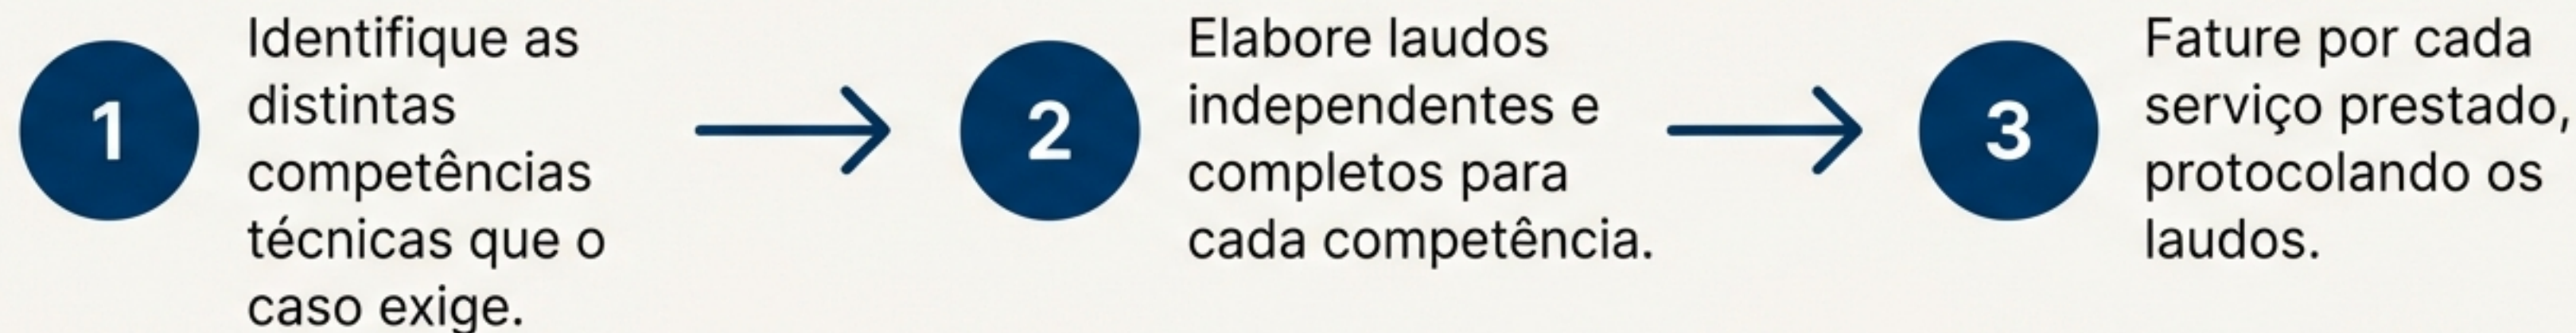 1
Identifique as
distintas
competências
técnicas que o
caso exige.
2
Elabore laudos
independentes e
completos para
cada competência.
3
Fature por cada
serviço prestado,
protocolando os
laudos.